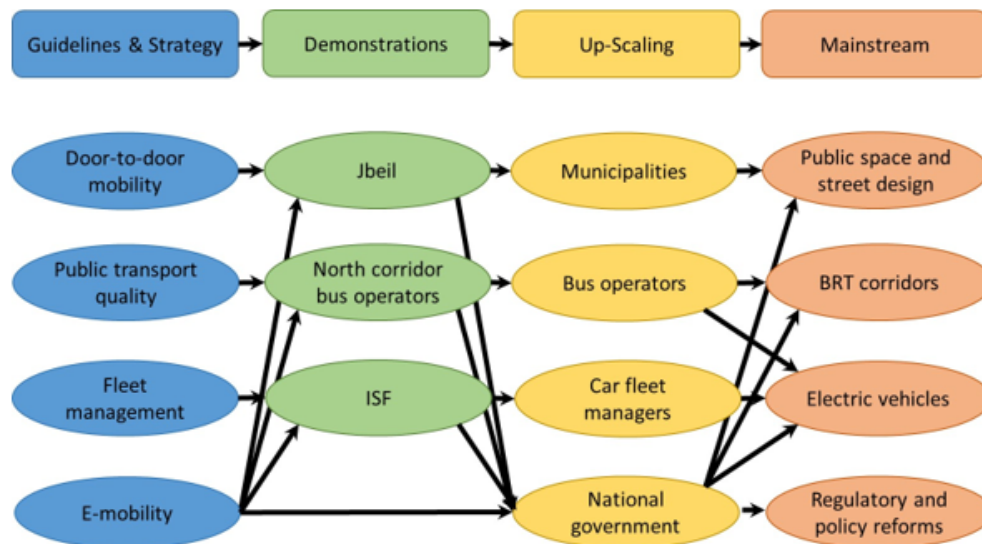 Guidelines & Strategy
Demonstrations
Up-Scaling
Mainstream
Door-to-door
mobility
Jbeil
Municipalities
Public space and
street design
Public transport
quality
North corridor
bus operators
Bus operators
BRT corridors
Fleet
management
ISF
Car fleet
managers
Electric vehicles
E-mobility
National
government
Regulatory and
policy reforms